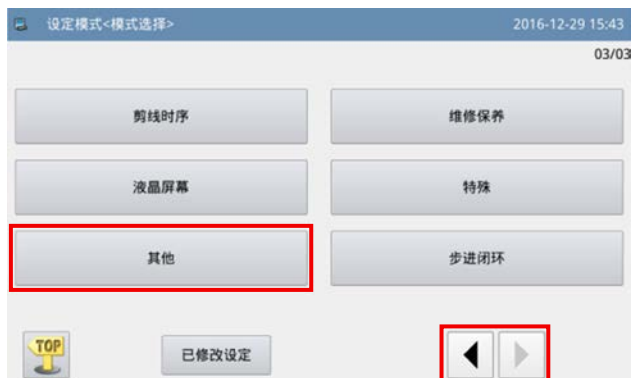 设定模式<模式选择> 2016-12-29 15:43
03/03
剪线时序 维修保养
液晶屏幕 特殊
其他 步进闭环
TOP 已修改设定